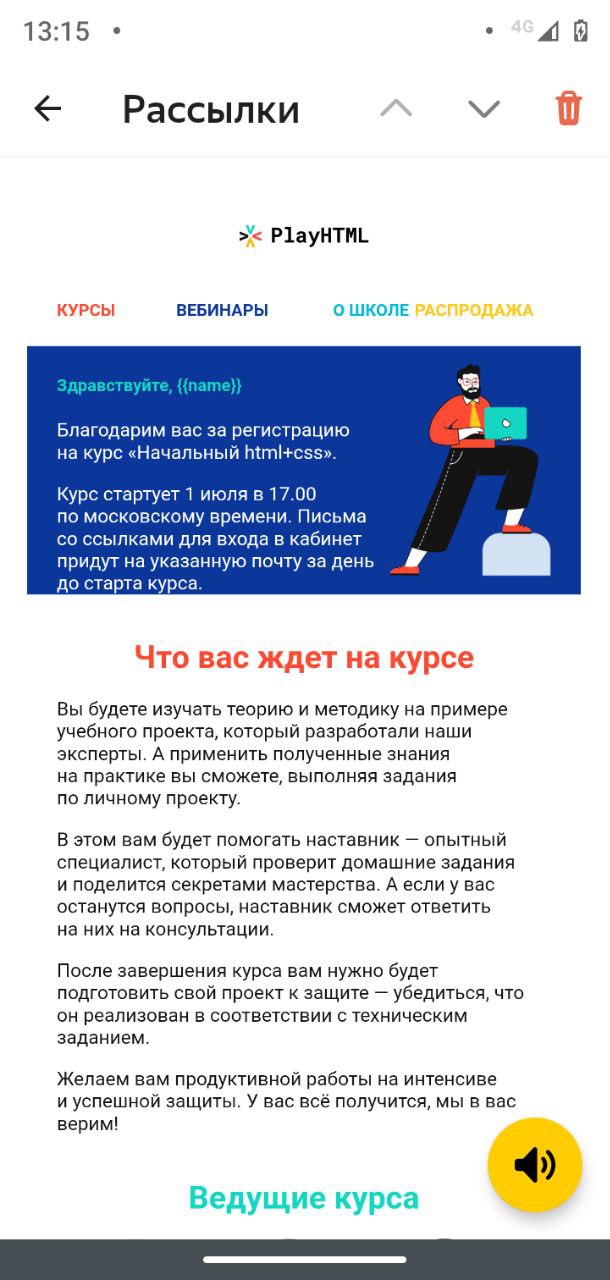 13:15
4G
Рассылки
PlayHTML
КУРСЫ ВЕБИНАРЫ О ШКОЛЕ РАСПРОДАЖА
Здравствуйте, {{name}}
Благодарим вас за регистрацию
на курс «Начальный html+css».
Курс стартует 1 июля в 17.00
по московскому времени. Письма
со ссылками для входа в кабинет
придут на указанную почту за день
до старта курса.
Что вас ждет на курсе
Вы будете изучать теорию и методику на примере
учебного проекта, который разработали наши
эксперты. А применить полученные знания
на практике вы сможете, выполняя задания
по личному проекту.
В этом вам будет помогать наставник — опытный
специалист, который проверит домашние задания
и поделится секретами мастерства. А если у вас
останутся вопросы, наставник сможет ответить
на них на консультации.
После завершения курса вам нужно будет
подготовить свой проект к защите — убедиться, что
он реализован в соответствии с техническим
заданием.
Желаем вам продуктивной работы на интенсиве
и успешной защиты. У вас всё получится, мы в вас
верим!
Ведущие курса